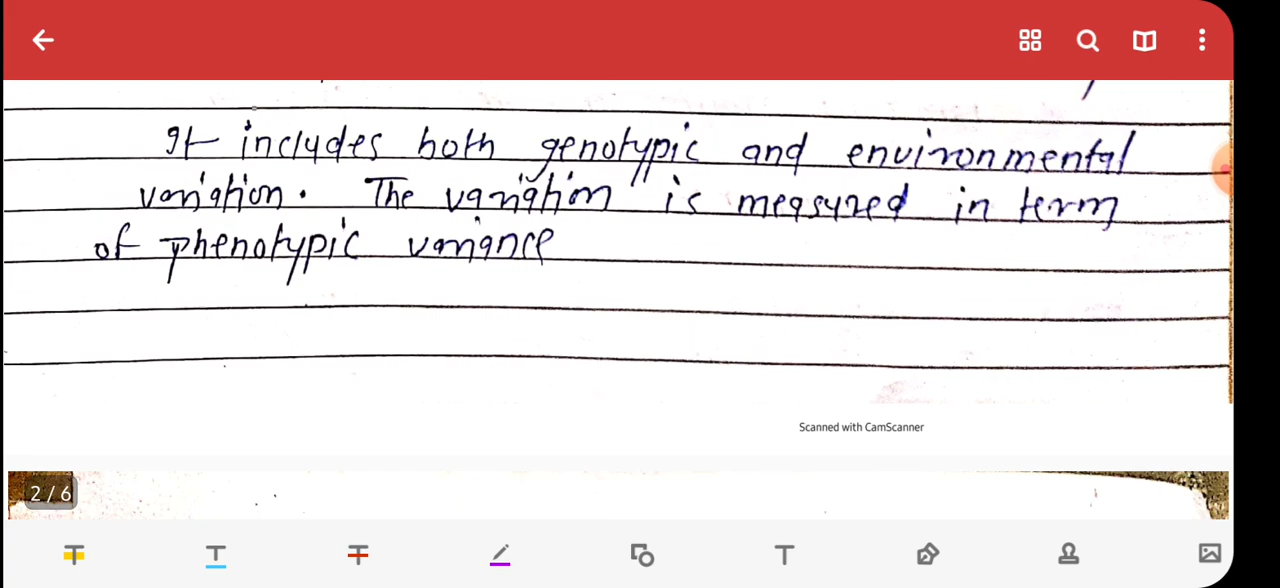 It includes both genotypic and environmental
variation. The variation is measured in term
of phenotypic variance
Scanned with CamScanner
2 / 6